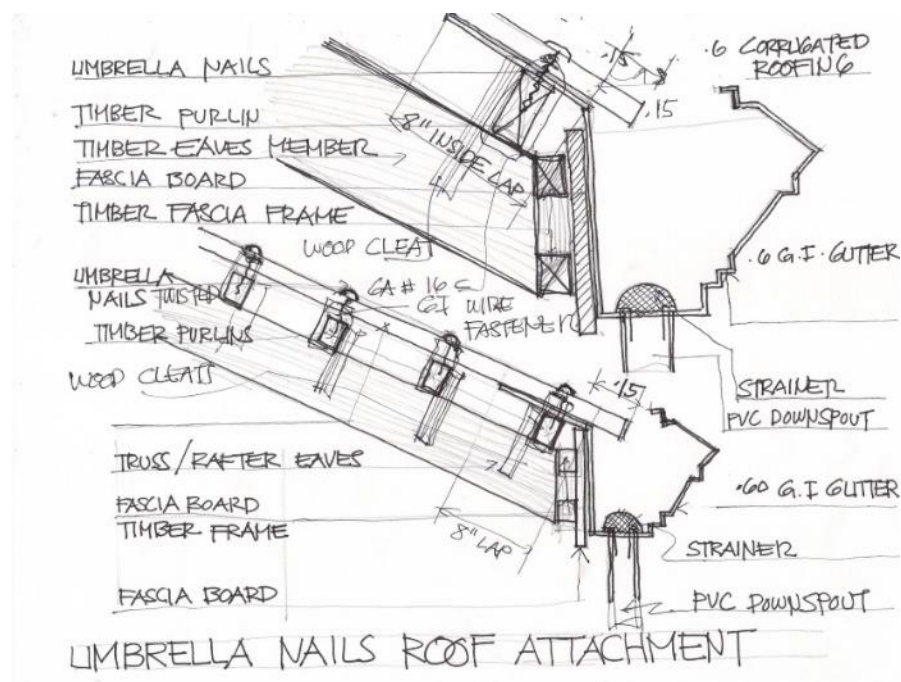 UMBRELLA NAILS
TIMBER PURLIN
TIMBER EAVES MEMBER
FASCIA BOARD
TIMBER FASCIA FRAME
WOOD CLEAT
8" INSIDE LAP
.15
.15
.6 CORRUGATED
ROOFING
.6 G.I. GUTTER
STRAINER
PVC DOWNSPOUT
UMBRELLA
NAILS TWISTED
TIMBER PURLINS
WOOD CLEATS
GA # 16
G.I WIRE
FASTENER
.15
TRUSS/RAFTER EAVES
FASCIA BOARD
TIMBER FRAME
8" LAP
FASCIA BOARD
.60 G.I GUTTER
STRAINER
PVC DOWNSPOUT
UMBRELLA NAILS ROOF ATTACHMENT